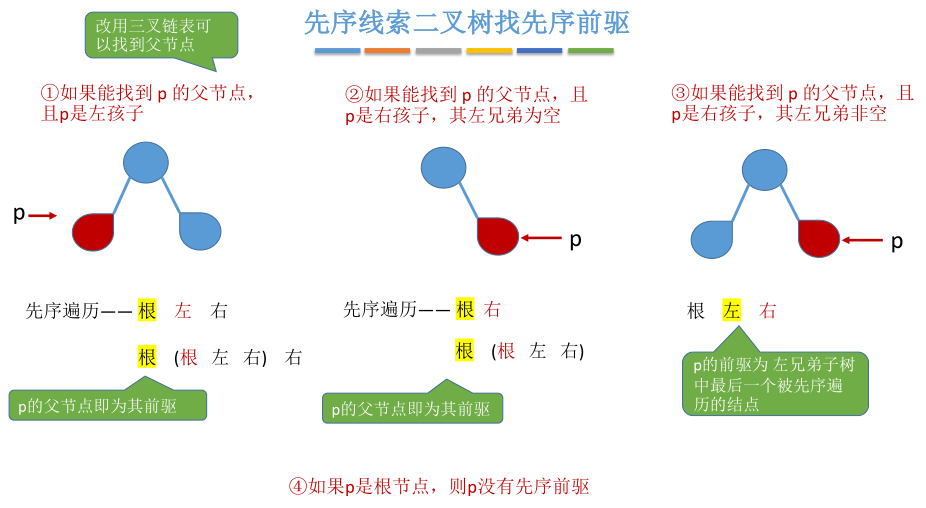 先序线索二叉树找先序前驱
改用三叉链表可
以找到父节点
①如果能找到 p 的父节点，
且p是左孩子
p
先序遍历—— 根 左 右
根 (根 左 右) 右
p的父节点即为其前驱
②如果能找到 p 的父节点，且
p是右孩子，其左兄弟为空
p
先序遍历—— 根 右
根 (根 左 右)
p的父节点即为其前驱
③如果能找到 p 的父节点，且
p是右孩子，其左兄弟非空
p
根 左 右
p的前驱为 左兄弟子树
中最后一个被先序遍
历的结点
④如果p是根节点，则p没有先序前驱